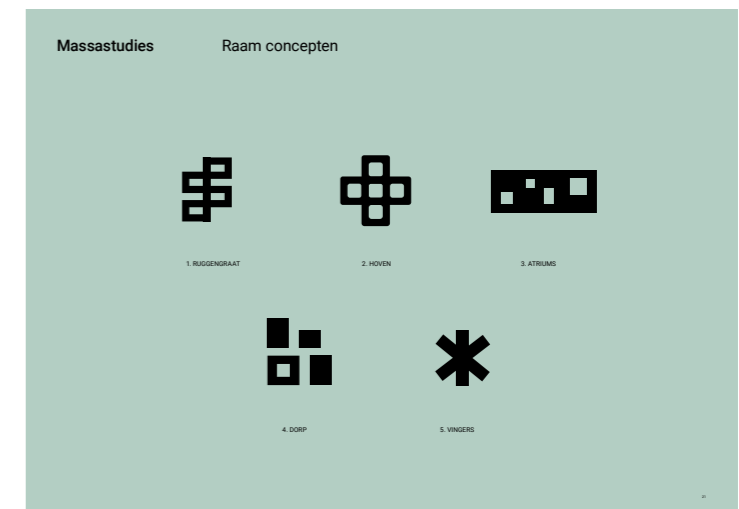 Massastudies
Raam concepten
1. RUGGENGRAAT
2. HOVEN
3. ATRIUMS
4. DORP
5. VINGERS